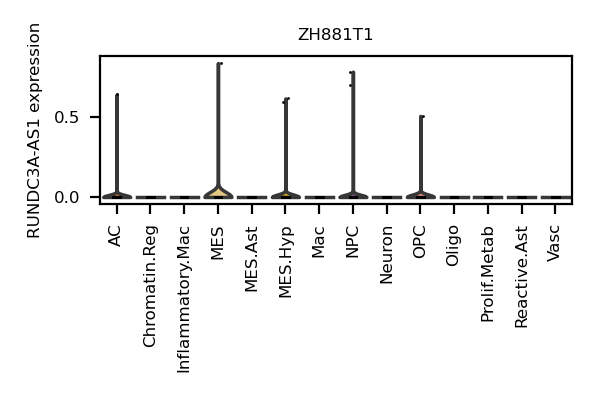 ZH881T1
RUNDC3A-AS1 expression
0.5
0.0
AC
Chromatin.Reg
Inflammatory.Mac
MES
MES.Ast
MES.Hyp
Mac
NPC
Neuron
OPC
Oligo
Prolif.Metab
Reactive.Ast
Vasc